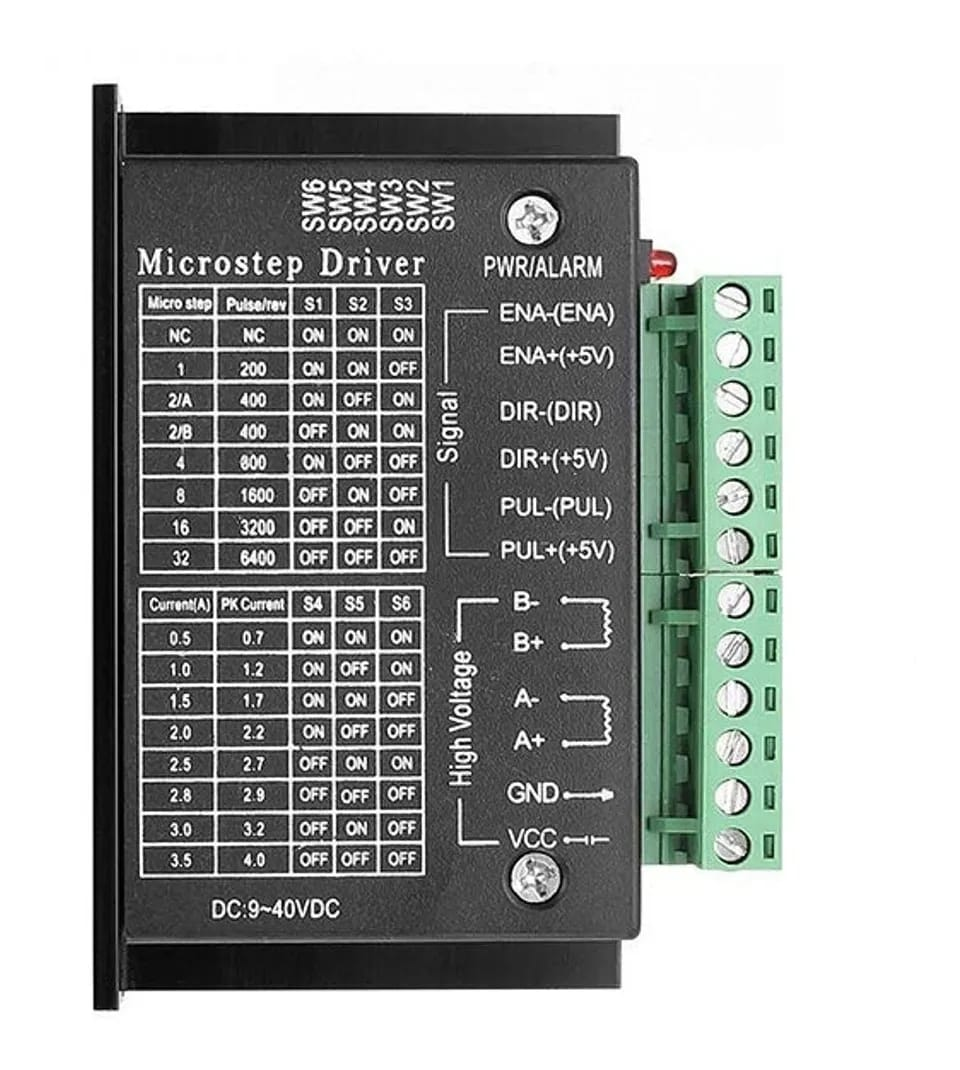 SW6
SW5
SW4
SW3
SW2
SW1
Microstep Driver
Micro step Pulse/rev S1 S2 S3
NC NC ON ON ON
1 200 ON ON OFF
2/A 400 ON OFF ON
2/B 400 OFF ON ON
4 800 ON OFF OFF
8 1600 OFF ON OFF
16 3200 OFF OFF ON
32 6400 OFF OFF OFF
Current(A) PK Current S4 S5 S6
0.5 0.7 ON ON ON
1.0 1.2 ON OFF ON
1.5 1.7 ON ON OFF
2.0 2.2 ON OFF OFF
2.5 2.7 OFF ON ON
2.8 2.9 OFF OFF OFF
3.0 3.2 OFF ON OFF
3.5 4.0 OFF OFF OFF
DC:9~40VDC
PWR/ALARM
Signal
ENA-(ENA)
ENA+(+5V)
DIR-(DIR)
DIR+(+5V)
PUL-(PUL)
PUL+(+5V)
High Voltage
B-
B+
A-
A+
GND
VCC